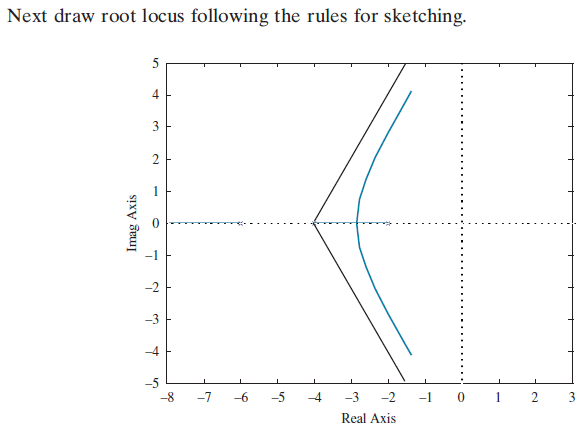 Next draw root locus following the rules for sketching.
5
4
3
2
1
0
–1
–2
–3
–4
–5
Imag Axis
–8 –7 –6 –5 –4 –3 –2 –1 0 1 2 3
Real Axis